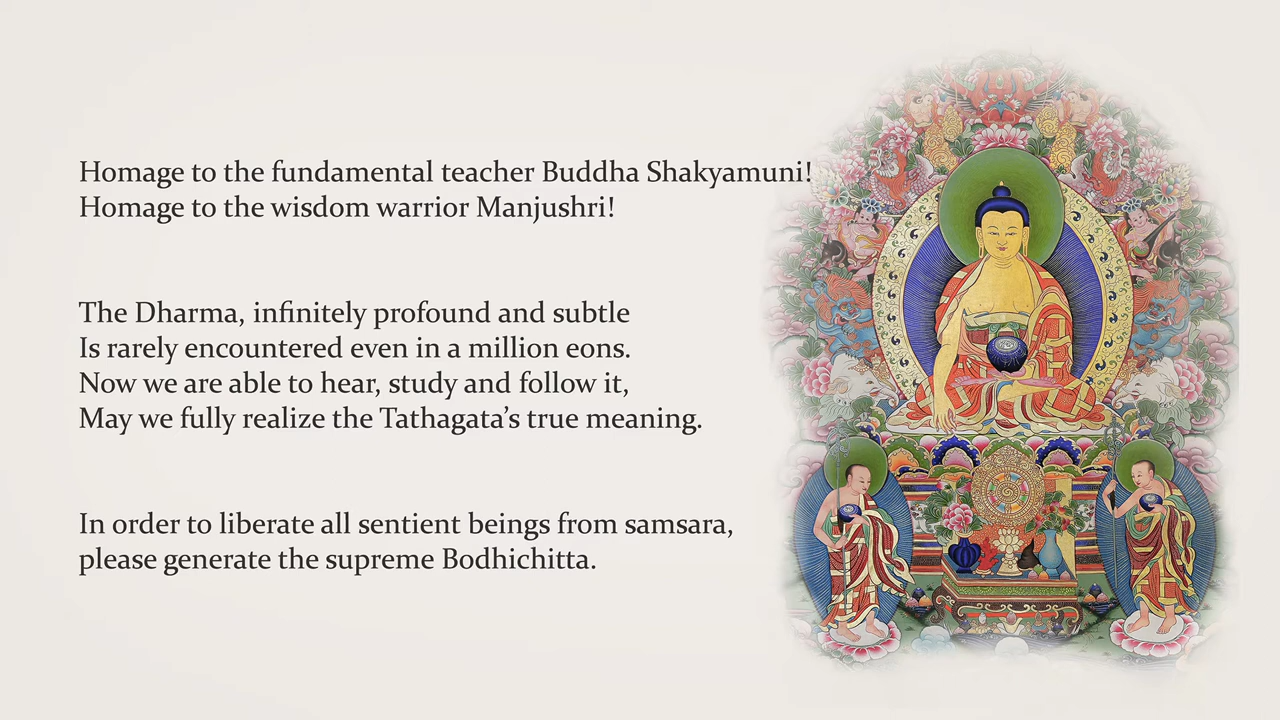 Homage to the fundamental teacher Buddha Shakyamuni!
Homage to the wisdom warrior Manjushri!
The Dharma, infinitely profound and subtle
Is rarely encountered even in a million eons.
Now we are able to hear, study and follow it,
May we fully realize the Tathagata’s true meaning.
In order to liberate all sentient beings from samsara,
please generate the supreme Bodhichitta.